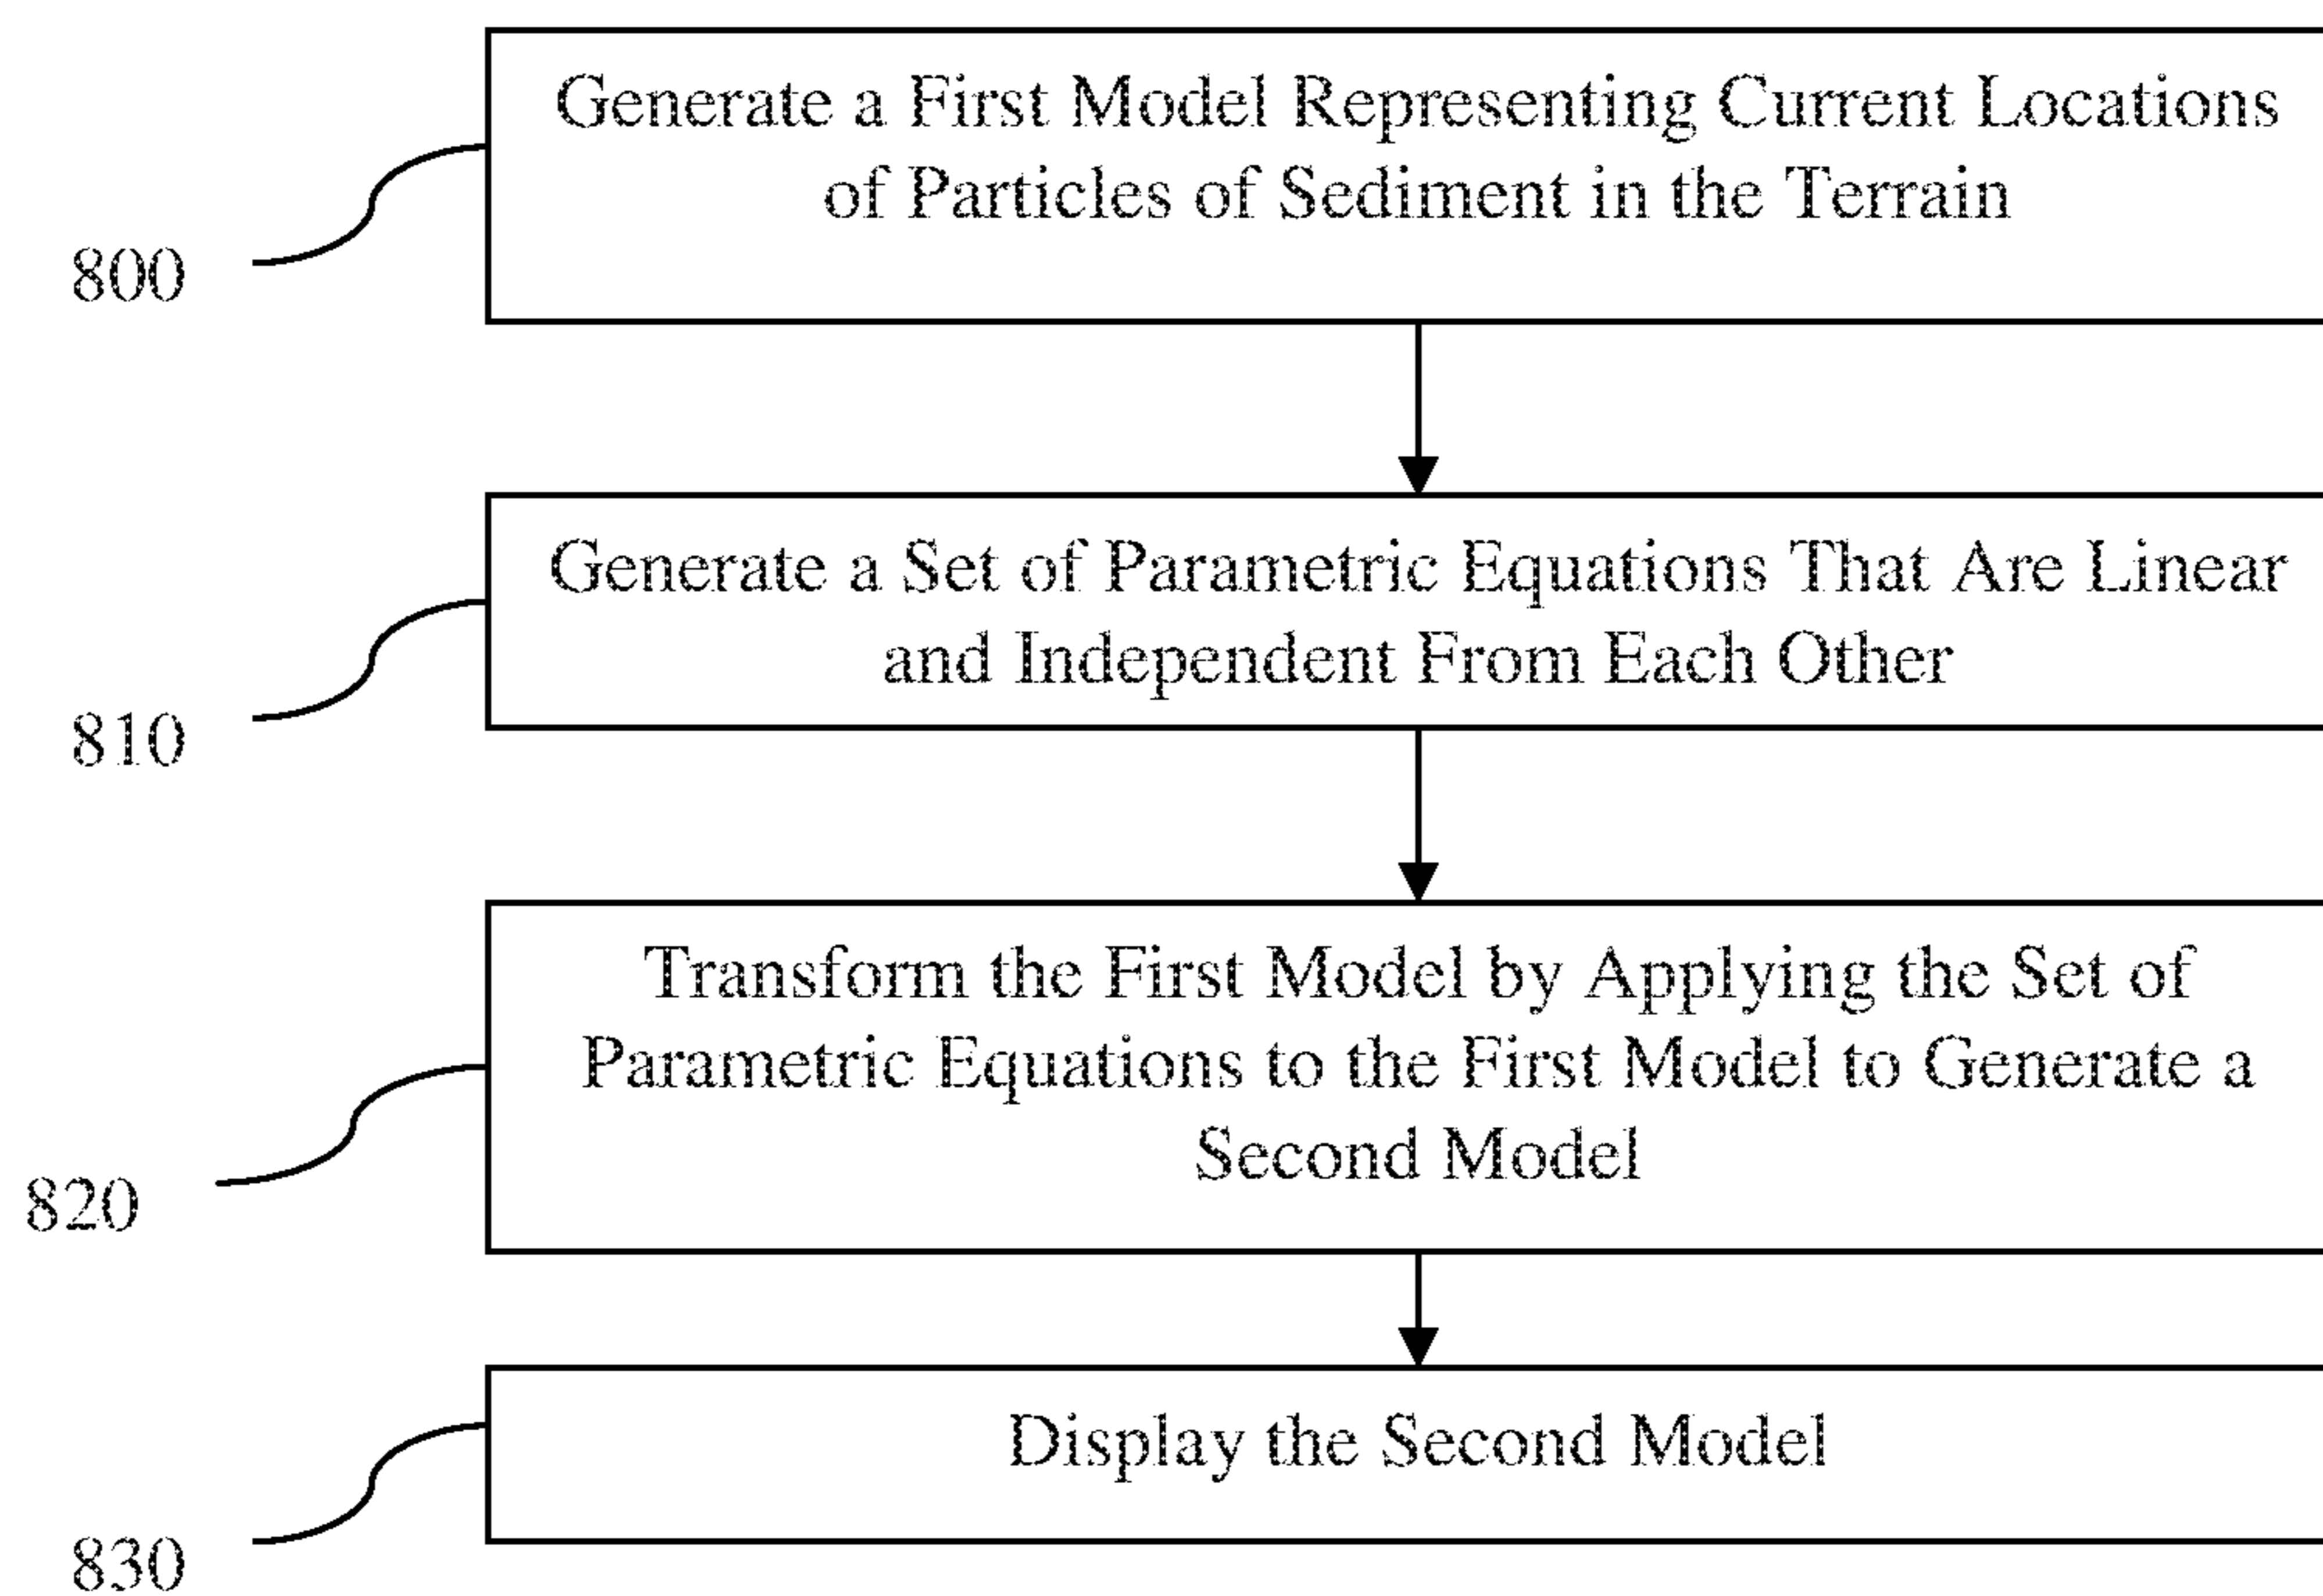 Generate a First Model Representing Current Locations
of Particles of Sediment in the Terrain
800
Generate a Set of Parametric Equations That Are Linear
and Independent From Each Other
810
Transform the First Model by Applying the Set of
Parametric Equations to the First Model to Generate a
Second Model
820
Display the Second Model
830